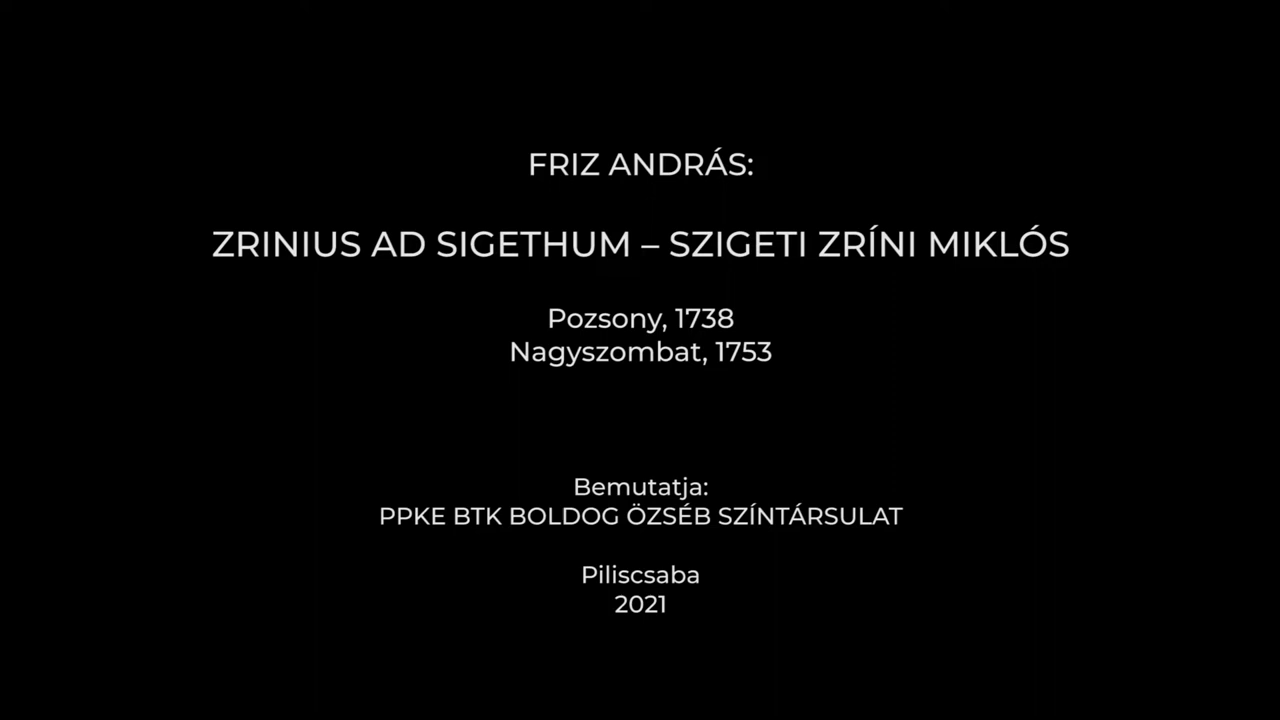 FRIZ ANDRÁS:
ZRINIUS AD SIGETHUM – SZIGETI ZRÍNI MIKLÓS
Pozsony, 1738
Nagyszombat, 1753
Bemutatja:
PPKE BTK BOLDOG ÖZSÉB SZÍNTÁRSULAT
Piliscsaba
2021